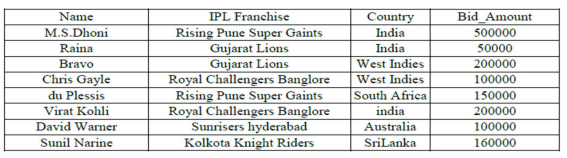 Name IPL Franchise Country Bid_Amount
M.S.Dhoni Rising Pune Super Gaints India 500000
Raina Gujarat Lions India 50000
Bravo Gujarat Lions West Indies 200000
Chris Gayle Royal Challengers Banglore West Indies 100000
du Plessis Rising Pune Super Gaints South Africa 150000
Virat Kohli Royal Challengers Banglore india 200000
David Warner Sunrisers hyderabad Australia 100000
Sunil Narine Kolkota Knight Riders SriLanka 160000